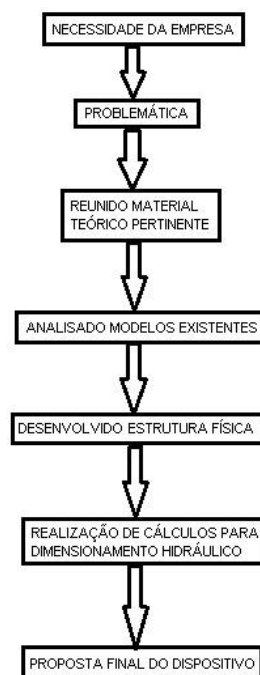 NECESSIDADE DA EMPRESA
PROBLEMÁTICA
REUNIDO MATERIAL
TEÓRICO PERTINENTE
ANALISADO MODELOS EXISTENTES
DESENVOLVIDO ESTRUTURA FÍSICA
REALIZAÇÃO DE CÁLCULOS PARA
DIMENSIONAMENTO HIDRÁULICO
PROPOSTA FINAL DO DISPOSITIVO